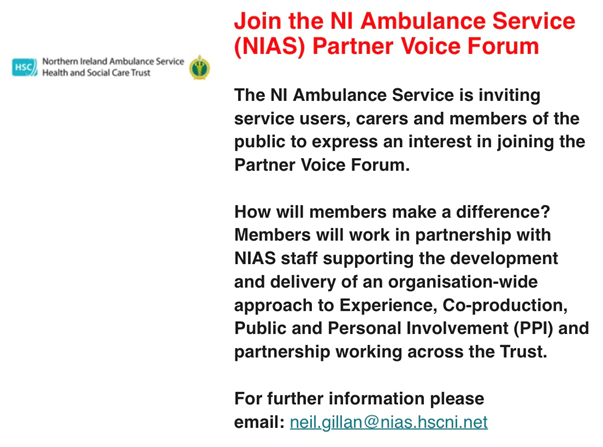 Join the NI Ambulance Service
(NIAS) Partner Voice Forum
HSC
Northern Ireland Ambulance Service
Health and Social Care Trust
The NI Ambulance Service is inviting
service users, carers and members of the
public to express an interest in joining the
Partner Voice Forum.
How will members make a difference?
Members will work in partnership with
NIAS staff supporting the development
and delivery of an organisation-wide
approach to Experience, Co-production,
Public and Personal Involvement (PPI) and
partnership working across the Trust.
For further information please
email: neil.gillan@nias.hscni.net